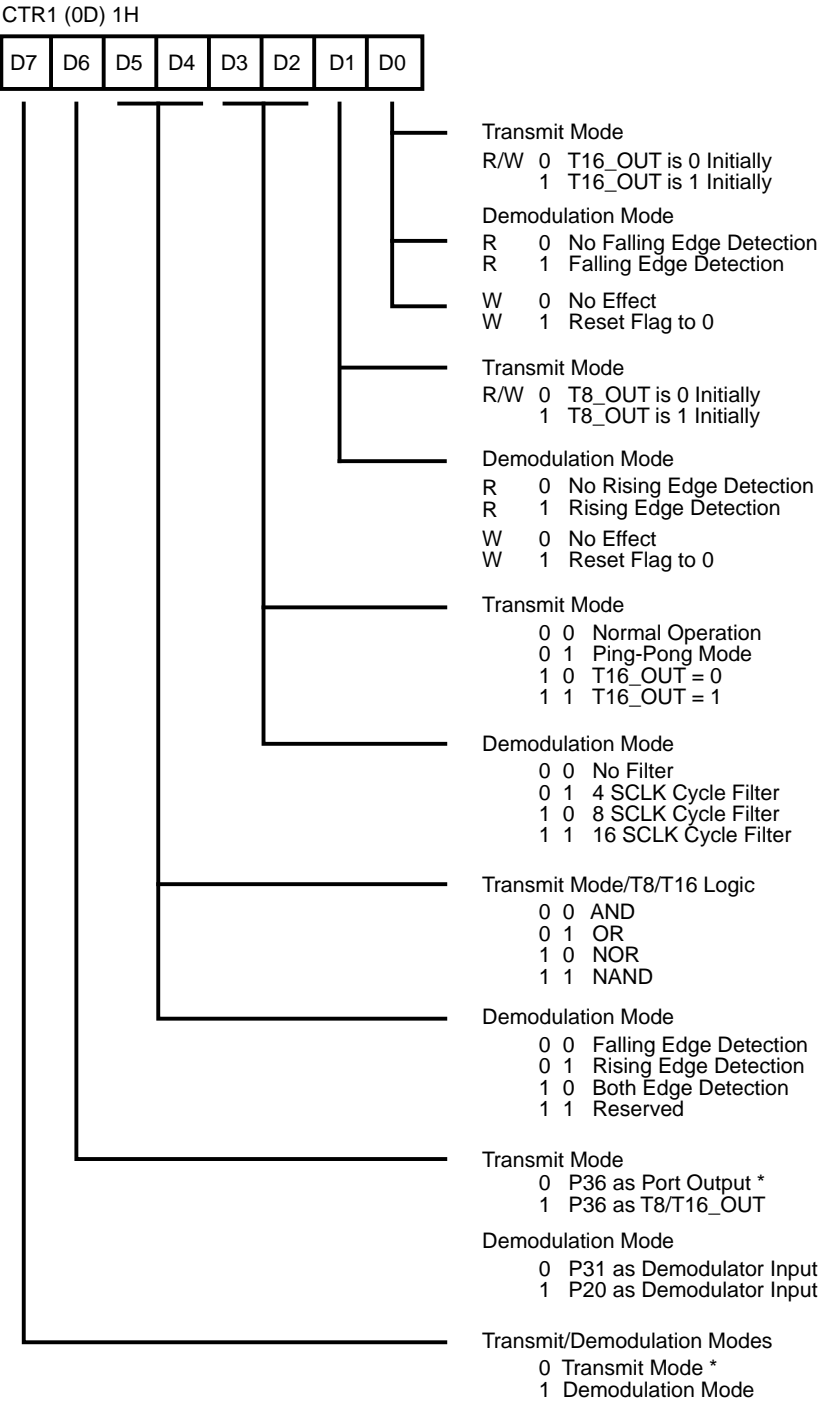 CTR1 (0D) 1H
D7 D6 D5 D4 D3 D2 D1 D0
Transmit Mode
R/W 0 T16_OUT is 0 Initially
1 T16_OUT is 1 Initially
Demodulation Mode
R 0 No Falling Edge Detection
R 1 Falling Edge Detection
W 0 No Effect
W 1 Reset Flag to 0
Transmit Mode
R/W 0 T8_OUT is 0 Initially
1 T8_OUT is 1 Initially
Demodulation Mode
R 0 No Rising Edge Detection
R 1 Rising Edge Detection
W 0 No Effect
W 1 Reset Flag to 0
Transmit Mode
0 0 Normal Operation
0 1 Ping-Pong Mode
1 0 T16_OUT = 0
1 1 T16_OUT = 1
Demodulation Mode
0 0 No Filter
0 1 4 SCLK Cycle Filter
1 0 8 SCLK Cycle Filter
1 1 16 SCLK Cycle Filter
Transmit Mode/T8/T16 Logic
0 0 AND
0 1 OR
1 0 NOR
1 1 NAND
Demodulation Mode
0 0 Falling Edge Detection
0 1 Rising Edge Detection
1 0 Both Edge Detection
1 1 Reserved
Transmit Mode
0 P36 as Port Output *
1 P36 as T8/T16_OUT
Demodulation Mode
0 P31 as Demodulator Input
1 P20 as Demodulator Input
Transmit/Demodulation Modes
0 Transmit Mode *
1 Demodulation Mode